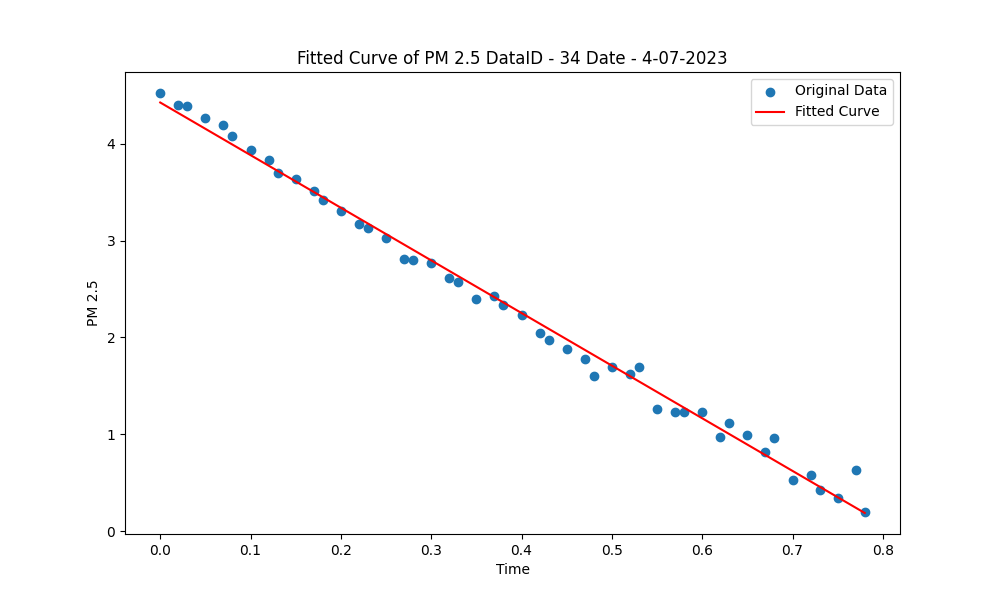 Fitted Curve of PM 2.5 DataID - 34 Date - 4-07-2023
Original Data
Fitted Curve
4
3
2
1
0
PM 2.5
0.0 0.1 0.2 0.3 0.4 0.5 0.6 0.7 0.8
Time